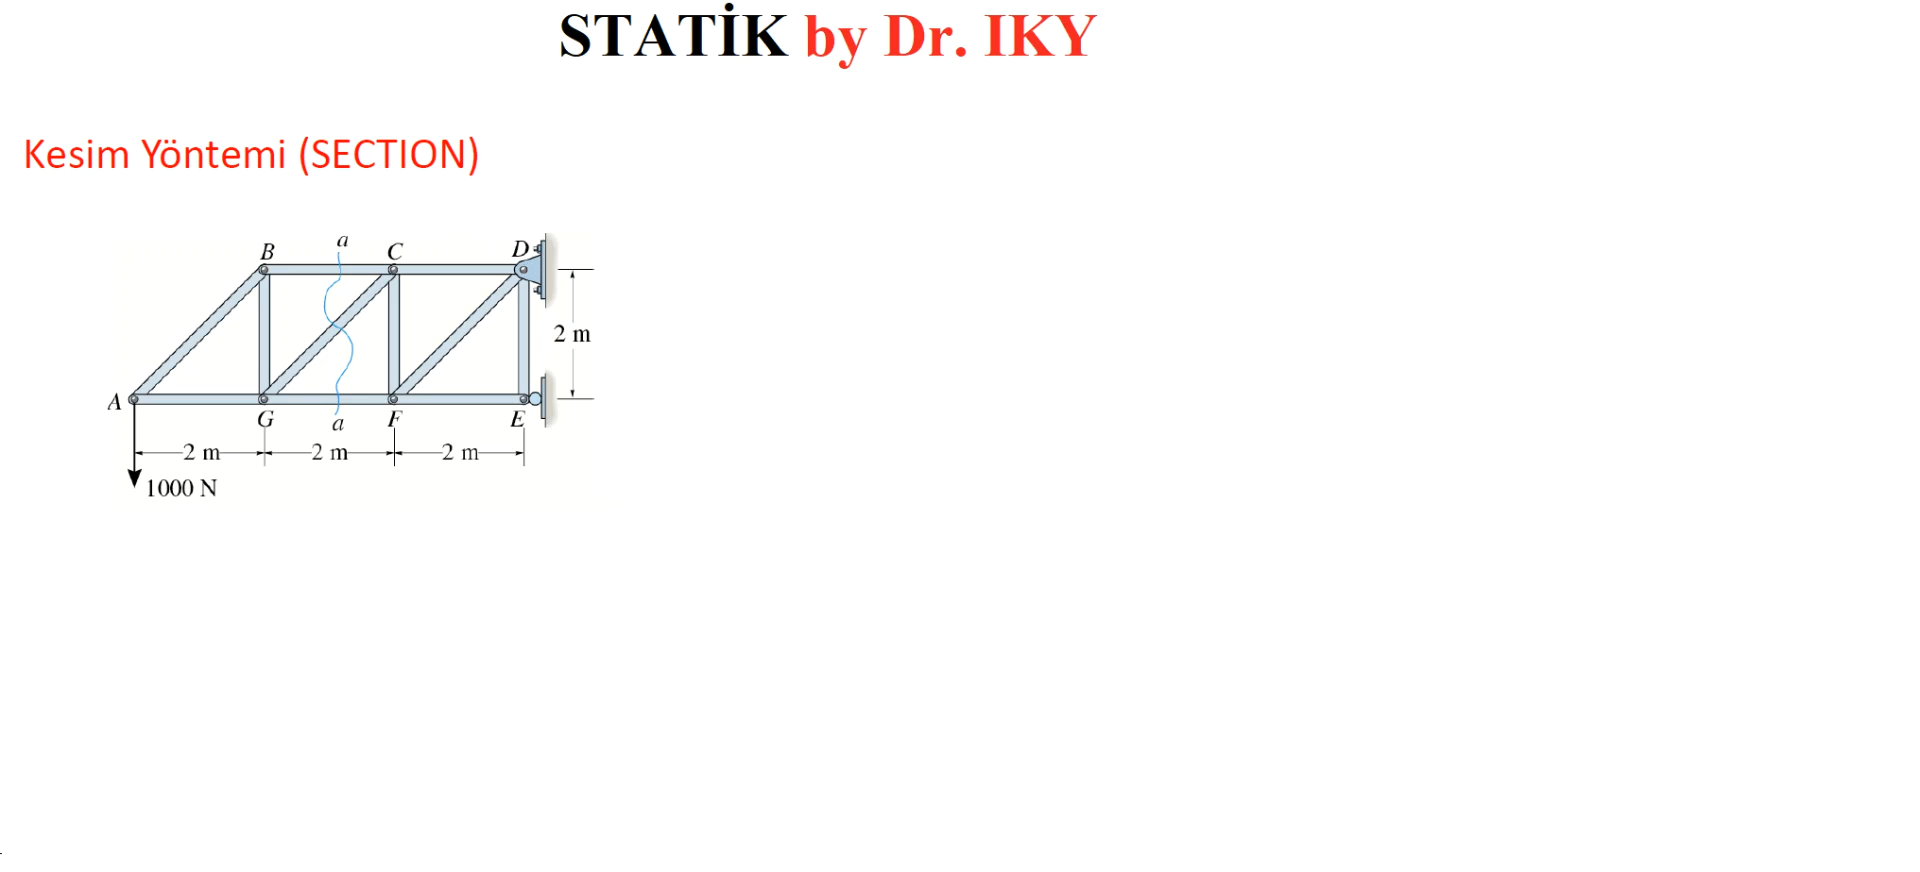 STATİK by Dr. IKY
Kesim Yöntemi (SECTION)
B a C D
2 m
A G a F E
2 m 2 m 2 m
1000 N